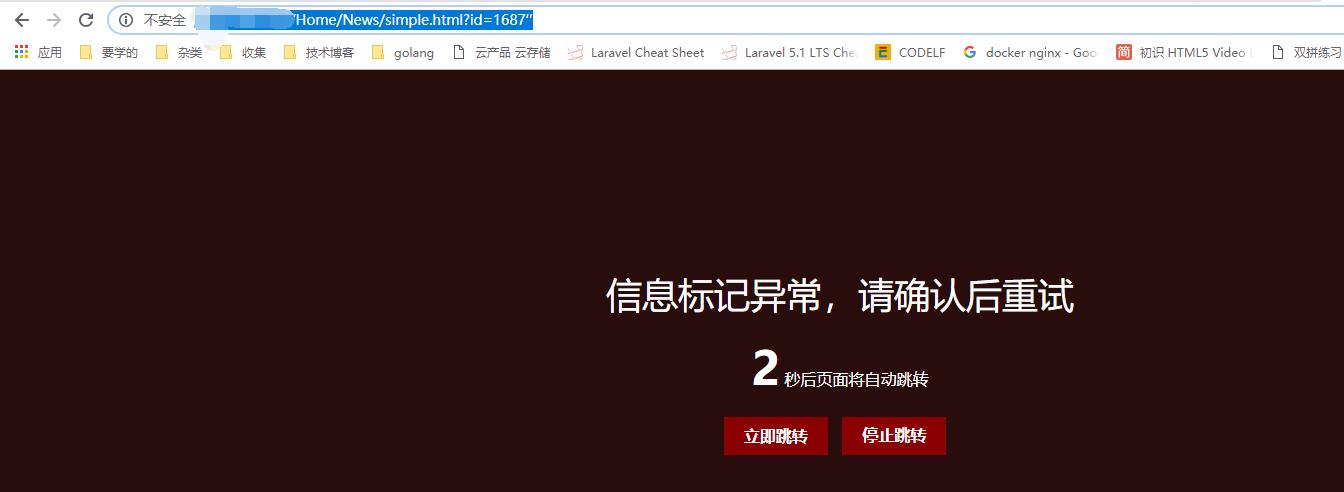 不安全 /Home/News/simple.html?id=1687''
应用 要学的 杂类 收集 技术博客 golang 云产品 云存储 Laravel Cheat Sheet Laravel 5.1 LTS Che CODELF docker nginx - Goo 初识 HTML5 Video 双拼练习
信息标记异常，请确认后重试
2 秒后页面将自动跳转
立即跳转 停止跳转